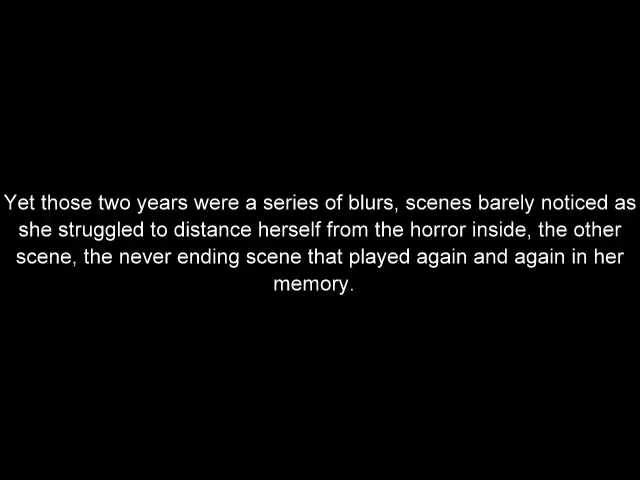 Yet those two years were a series of blurs, scenes barely noticed as
she struggled to distance herself from the horror inside, the other
scene, the never ending scene that played again and again in her
memory.